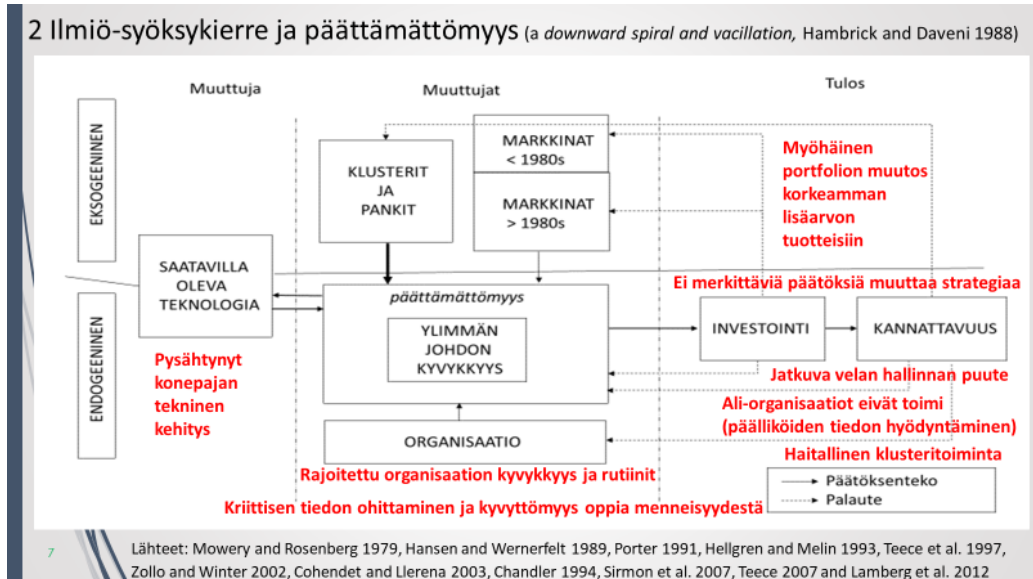 2 Ilmiö-syöksykierre ja päättämättömyys (a downward spiral and vacillation, Hambrick and Daveni 1988)
Muuttuja
Muuttujat
Tulos
EKSOGEENINEN
KLUSTERIT
JA
PANKIT
MARKKINAT
< 1980s
MARKKINAT
> 1980s
Myöhäinen
portfolion muutos
korkeamman
lisäarvon
tuotteisiin
SAATAVILLA
OLEVA
TEKNOLOGIA
Ei merkittäviä päätöksiä muuttaa strategiaa
ENDOGEENINEN
päättämättömyys
YLIMMÄN
JOHDON
KYVYKKYYS
INVESTOINTI
KANNATTAVUUS
Pysähtynyt
konepajan
tekninen
kehitys
Jatkuva velan hallinnan puute
Ali-organisaatiot eivät toimi
(päälliköiden tiedon hyödyntäminen)
ORGANISAATIO
Haitallinen klusteritoiminta
Rajoitettu organisaation kyvykkyys ja rutiinit
Päätöksenteko
Palaute
Kriittisen tiedon ohittaminen ja kyvyttömyys oppia menneisyydestä
7
Lähteet: Mowery and Rosenberg 1979, Hansen and Wernerfelt 1989, Porter 1991, Hellgren and Melin 1993, Teece et al. 1997,
Zollo and Winter 2002, Cohendet and Llerena 2003, Chandler 1994, Sirmon et al. 2007, Teece 2007 and Lamberg et al. 2012